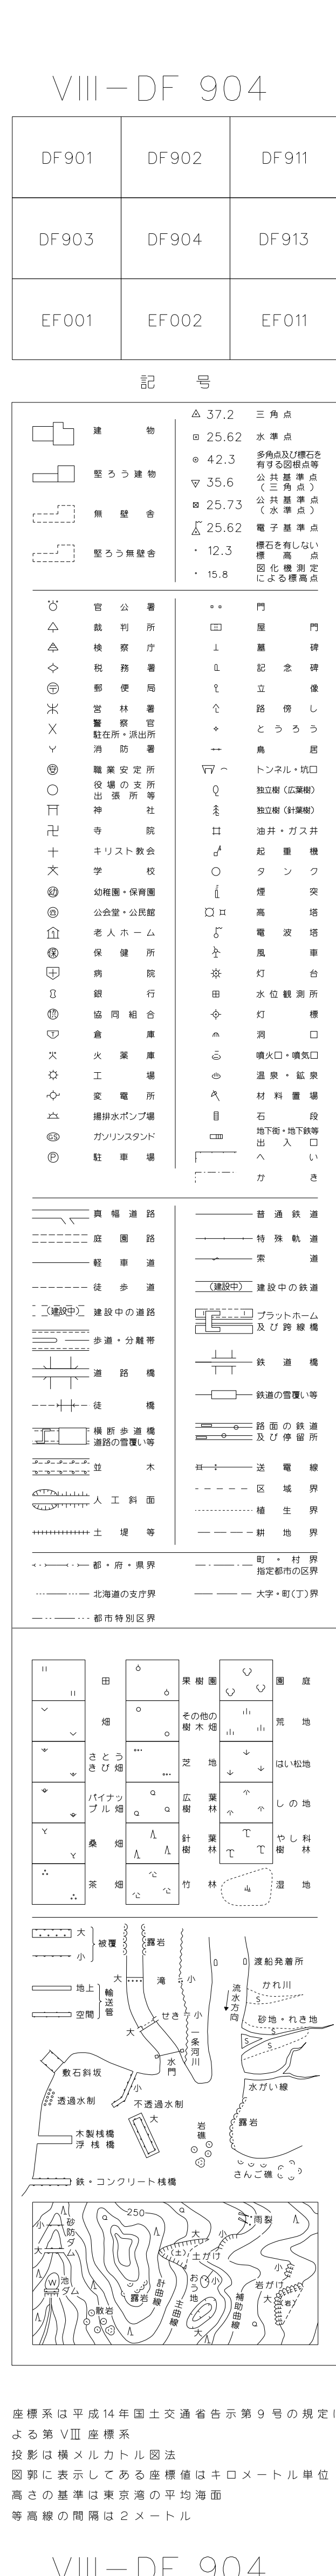 VIII-DF 904
DF901 DF902 DF911
DF903 DF904 DF913
EF001 EF002 EF011
記号
建物
堅ろう建物
無壁舎
堅ろう無壁舎
37.2 三角点
25.62 水準点
42.3 多角点及び標石を
有する図根点等
35.6 公共基準点
(三角点)
25.73 公共基準点
(水準点)
25.62 電子基準点
12.3 標石を有しない
標高点
15.8 図化機測定
による標高点
官公署
裁判所
検察庁
税務署
郵便局
営林署
警察官
駐在所・派出所
消防署
職業安定所
役場の支所
出張所等
神社
寺院
キリスト教会
学校
幼稚園・保育園
公会堂・公民館
老人ホーム
保健所
病院
銀行
協同組合
倉庫
火薬庫
工場
変電所
揚排水ポンプ場
GS ガソリンスタンド
P 駐車場
門
屋門
墓碑
記念碑
立像
路傍し
とうろう
鳥居
トンネル・坑口
独立樹(広葉樹)
独立樹(針葉樹)
油井・ガス井
起重機
タンク
煙突
高塔
電波塔
風車
灯台
水位観測所
灯標
洞口
噴火口・噴気口
温泉・鉱泉
材料置場
石段
地下街・地下鉄等
出入口
へい
かき
真幅道路
庭園路
軽車道
徒歩道
(建設中) 建設中の道路
歩道・分離帯
道路橋
徒橋
横断歩道橋
道路の雪覆い等
並木
人工斜面
土堤等
普通鉄道
特殊軌道
索道
(建設中) 建設中の鉄道
プラットホーム
及び跨線橋
鉄道橋
鉄道の雪覆い等
路面の鉄道
及び停留所
送電線
区域界
植生界
耕地界
都・府・県界
北海道の支庁界
都市特別区界
町・村界
指定都市の区界
大字・町(丁)界
田
畑
さとう
きび畑
パイナッ
プル畑
桑畑
茶畑
果樹園
その他の
樹木畑
芝地
広葉
樹林
針葉
樹林
竹林
園庭
荒地
はい松地
しの地
やし科
樹林
湿地
大
小
被覆
地上
空間
輸送管
露岩
大 滝 小
大 せき 小
水門
一条河川
渡船発着所
流水方向
かれ川
S
砂地・れき地
S
S S
敷石斜坂
透過水制
小
不透過水制
大
木製桟橋
浮桟橋
鉄・コンクリート桟橋
岩礁
水がい線
露岩
さんご礁
250
小
砂防ダム
大
W
池
ダム
散岩
露岩
計曲線
主曲線
大 小
(土) 土がけ
おう地
小
雨裂
小
岩がけ
大 (岩)
補助曲線
大
座標系は平成14年国土交通省告示第9号の規定に
よる第VIII座標系
投影は横メルカトル図法
図郭に表示してある座標値はキロメートル単位
高さの基準は東京湾の平均海面
等高線の間隔は2メートル
VIII-DF 904